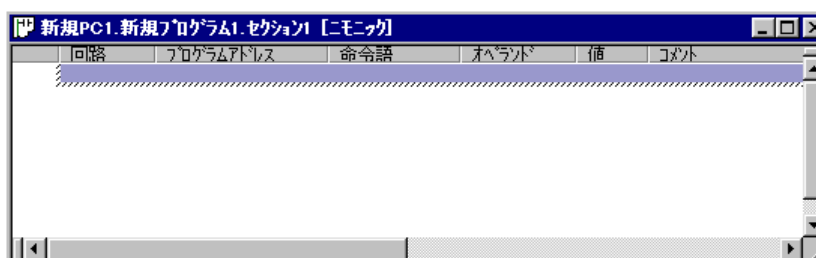 新規PC1.新規ﾌﾟﾛｸﾞﾗﾑ1.ｾｸｼｮﾝ1 [ﾆﾓﾆｯｸ]
回路 ﾌﾟﾛｸﾞﾗﾑｱﾄﾞﾚｽ 命令語 ｵﾍﾟﾗﾝﾄﾞ 値 ｺﾒﾝﾄ